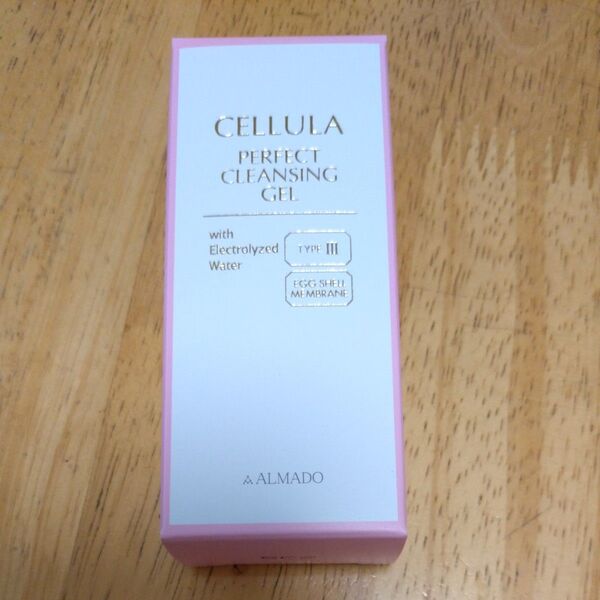 CELLULA
PERFECT
CLEANSING
GEL
with
Electrolyzed
Water
TYPE III
EGG SHELL
MEMBRANE
ALMADO